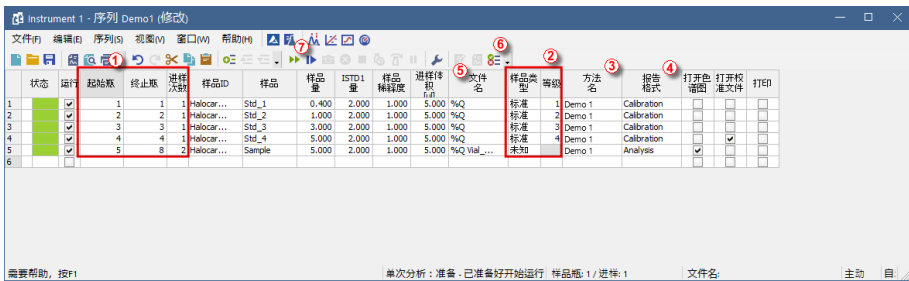 Instrument 1 - 序列 Demo1 (修改)
文件(F) 编辑(E) 序列(S) 视图(V) 窗口(W) 帮助(H)
⑦ ⑥
① ② ③ ④ ⑤
状态 运行 起始瓶 终止瓶 进样次数 样品ID 样品 样品量 ISTD1量 样品稀释度 进样体积[ul] 文件名 样品类型 等级 方法名 报告格式 打开色谱图 打开校准文件 打印
1 1 1 1 Halocar... Std_1 0.400 2.000 1.000 5.000 %Q 标准 1 Demo 1 Calibration
2 2 2 1 Halocar... Std_2 1.000 2.000 1.000 5.000 %Q 标准 2 Demo 1 Calibration
3 3 3 1 Halocar... Std_3 3.000 2.000 1.000 5.000 %Q 标准 3 Demo 1 Calibration
4 4 4 1 Halocar... Std_4 5.000 2.000 1.000 5.000 %Q 标准 4 Demo 1 Calibration
5 5 8 2 Halocar... Sample 5.000 2.000 1.000 5.000 %Q Vial_... 未知 Demo 1 Analysis
6
需要帮助，按F1 单次分析：准备 - 已准备好开始运行 样品瓶: 1 / 进样: 1 文件名: 主动 自: